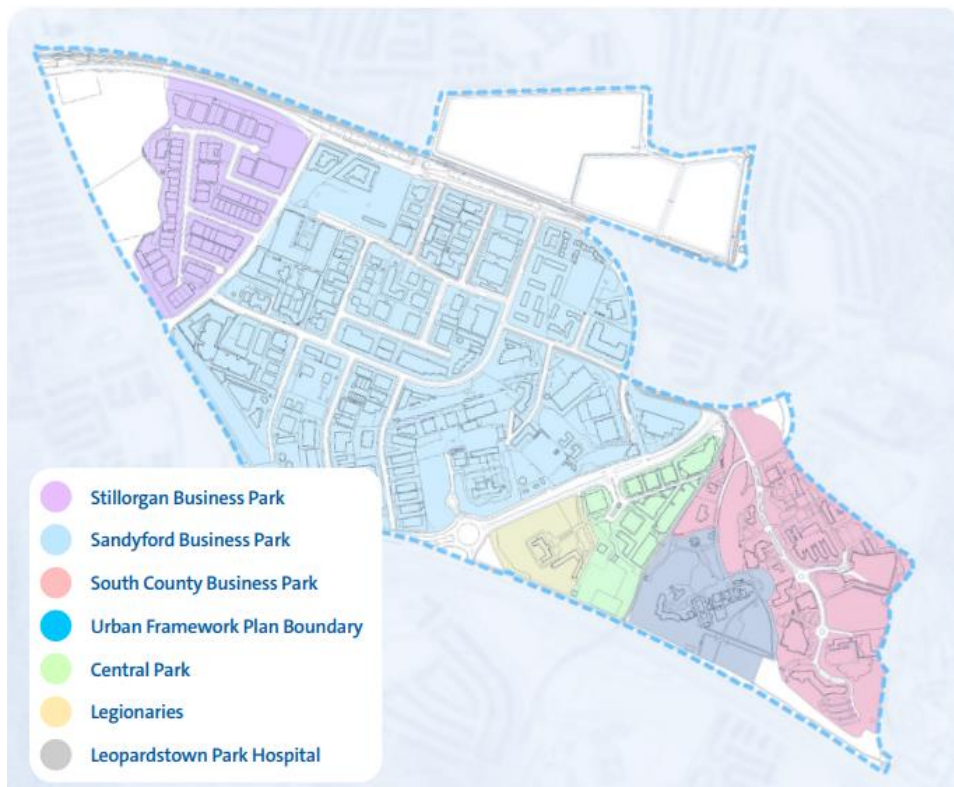 Stillorgan Business Park
Sandyford Business Park
South County Business Park
Urban Framework Plan Boundary
Central Park
Legionaries
Leopardstown Park Hospital